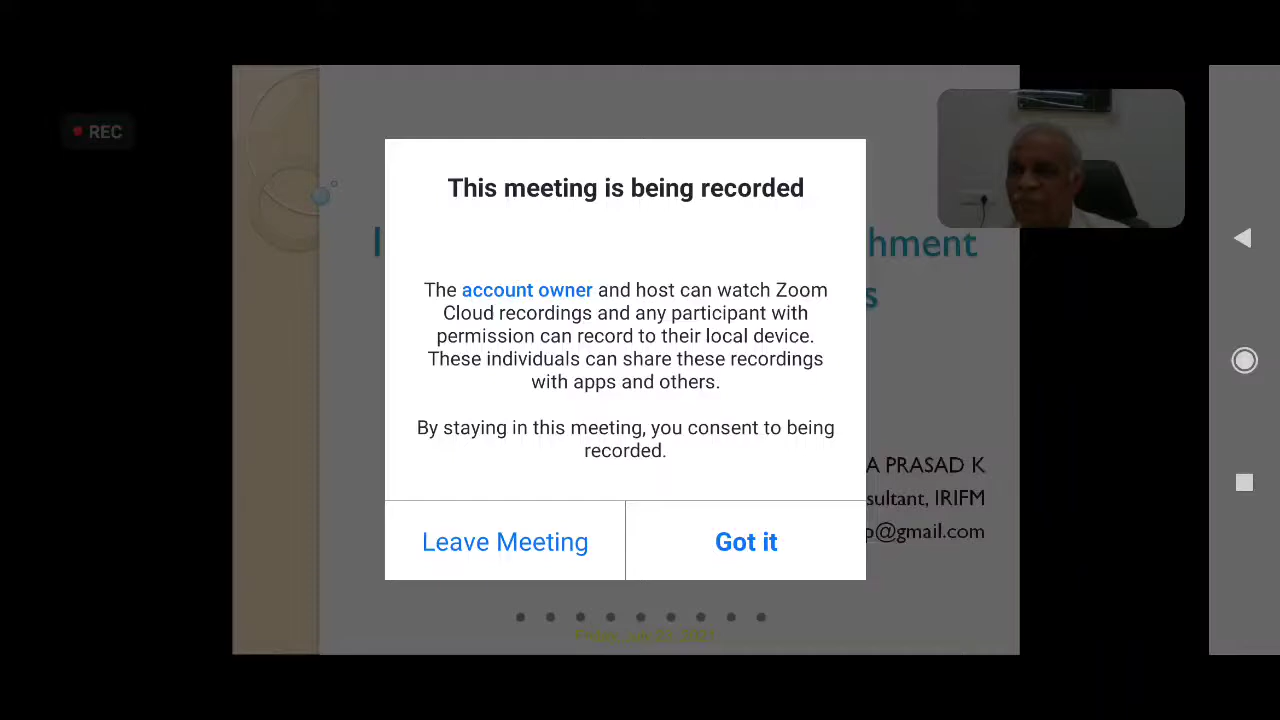 REC
This meeting is being recorded
hment
s
The account owner and host can watch Zoom
Cloud recordings and any participant with
permission can record to their local device.
These individuals can share these recordings
with apps and others.
By staying in this meeting, you consent to being
recorded.
A PRASAD K
sultant, IRIFM
p@gmail.com
Leave Meeting
Got it